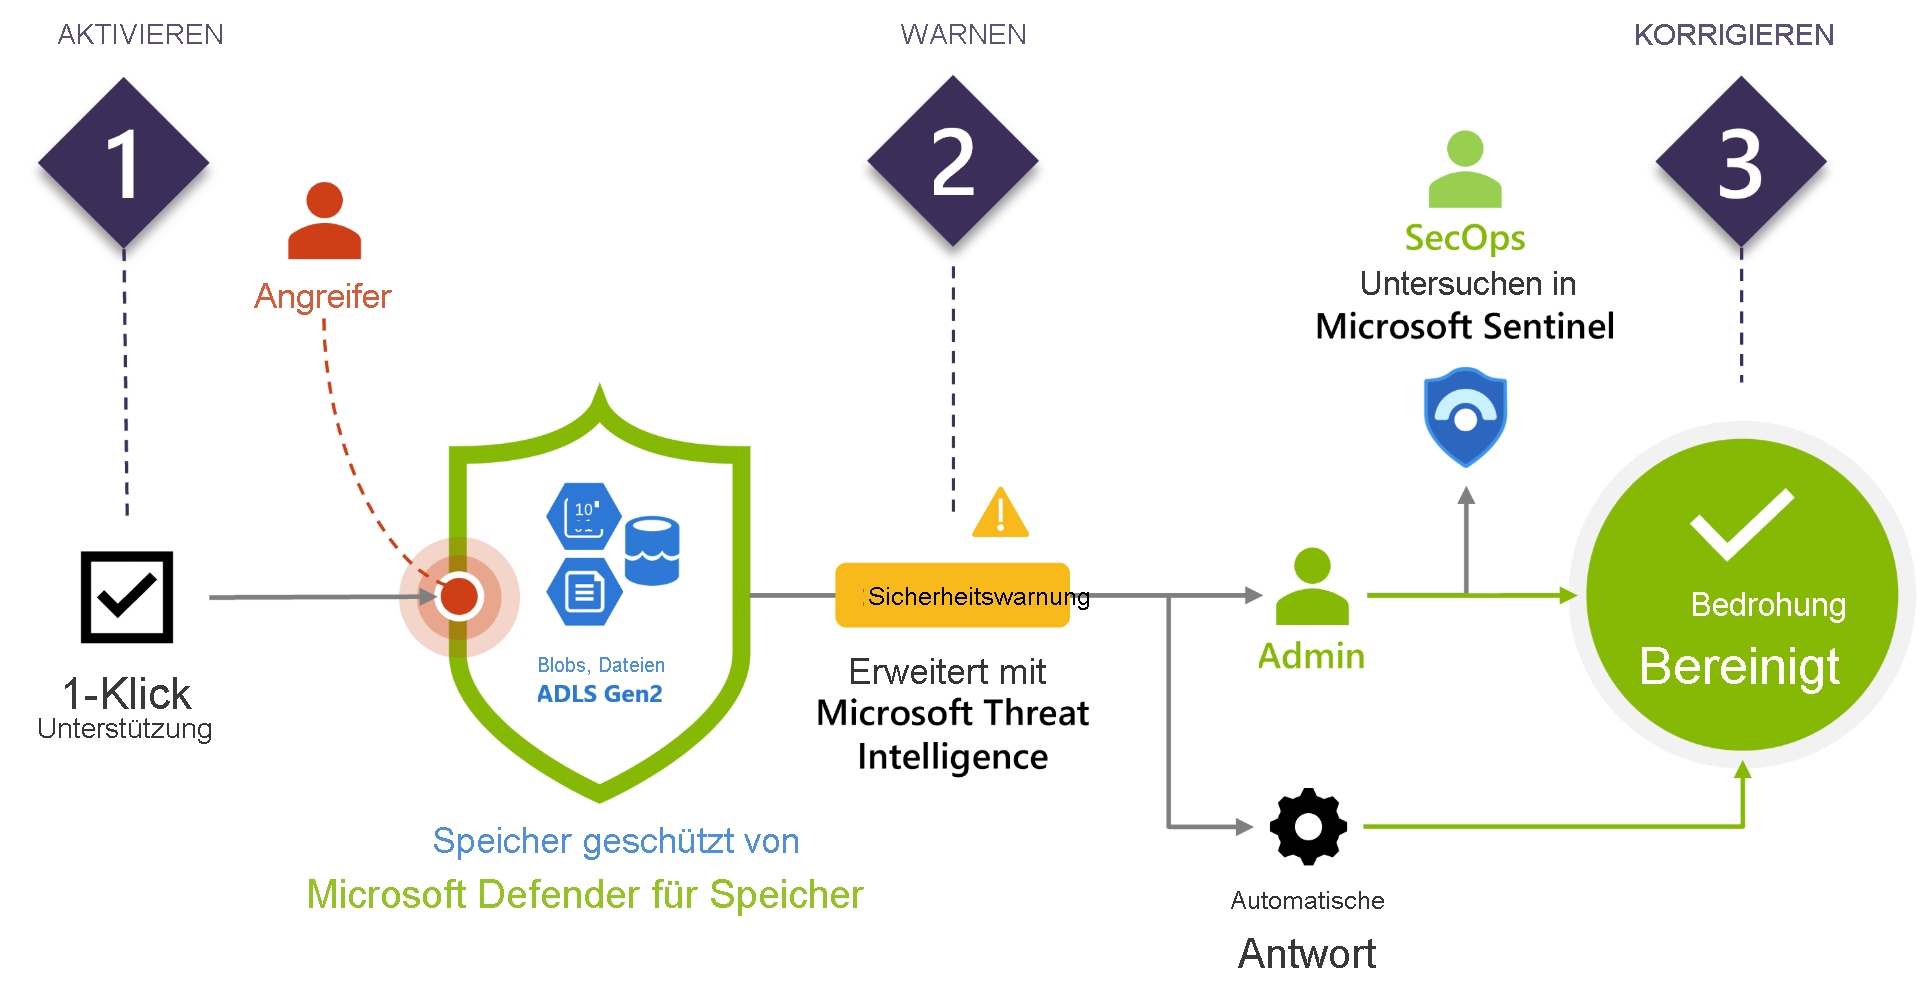 AKTIVIEREN
WARNEN
KORRIGIEREN
1
2
3
Angreifer
SecOps
Untersuchen in
Microsoft Sentinel
10
Blobs, Dateien
ADLS Gen2
1-Klick
Unterstützung
Sicherheitswarnung
Erweitert mit
Microsoft Threat
Intelligence
Admin
Bedrohung
Bereinigt
Speicher geschützt von
Microsoft Defender für Speicher
Automatische
Antwort